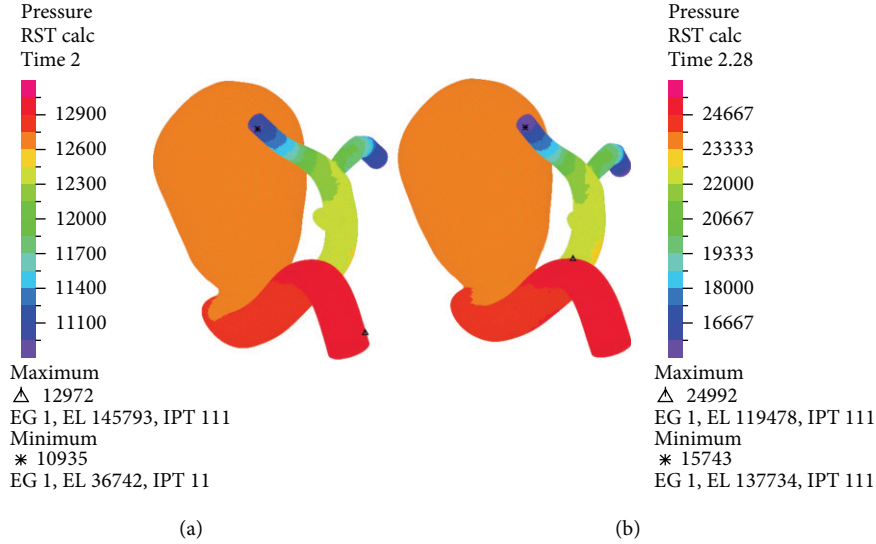 Pressure
RST calc
Time 2
12900
12600
12300
12000
11700
11400
11100
Maximum
12972
EG 1, EL 145793, IPT 111
Minimum
* 10935
EG 1, EL 36742, IPT 11
(a)
Pressure
RST calc
Time 2.28
24667
23333
22000
20667
19333
18000
16667
Maximum
24992
EG 1, EL 119478, IPT 111
Minimum
* 15743
EG 1, EL 137734, IPT 111
(b)